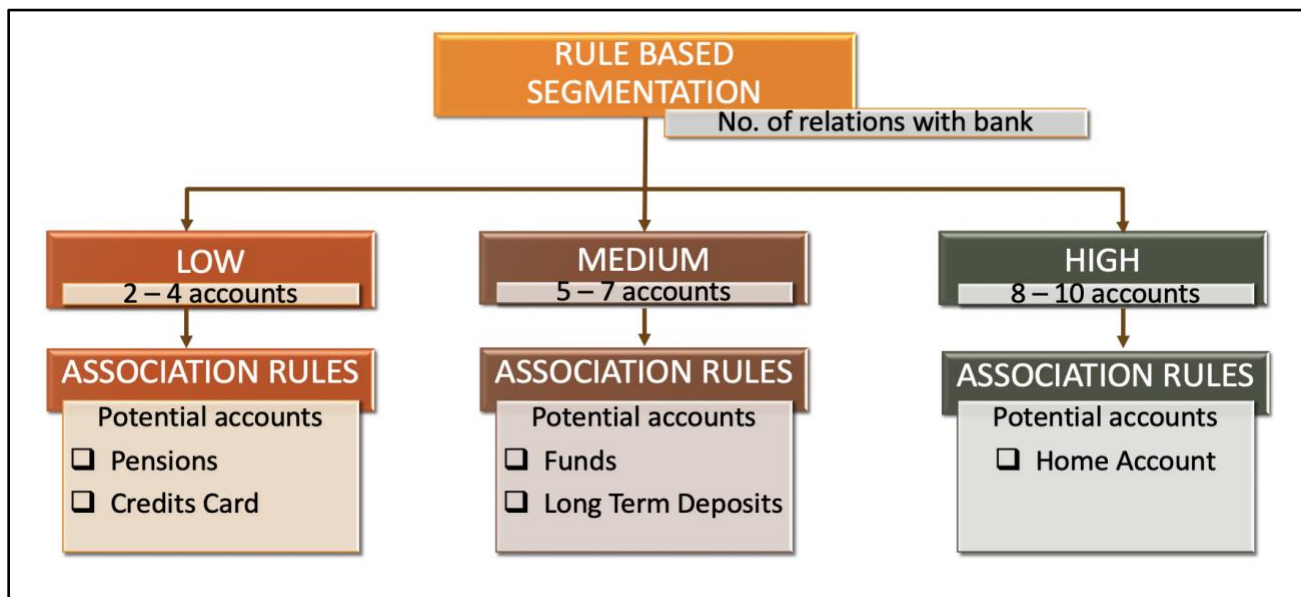 RULE BASED
SEGMENTATION
No. of relations with bank
LOW
2 – 4 accounts
ASSOCIATION RULES
Potential accounts
❑ Pensions
❑ Credits Card
MEDIUM
5 – 7 accounts
ASSOCIATION RULES
Potential accounts
❑ Funds
❑ Long Term Deposits
HIGH
8 – 10 accounts
ASSOCIATION RULES
Potential accounts
❑ Home Account